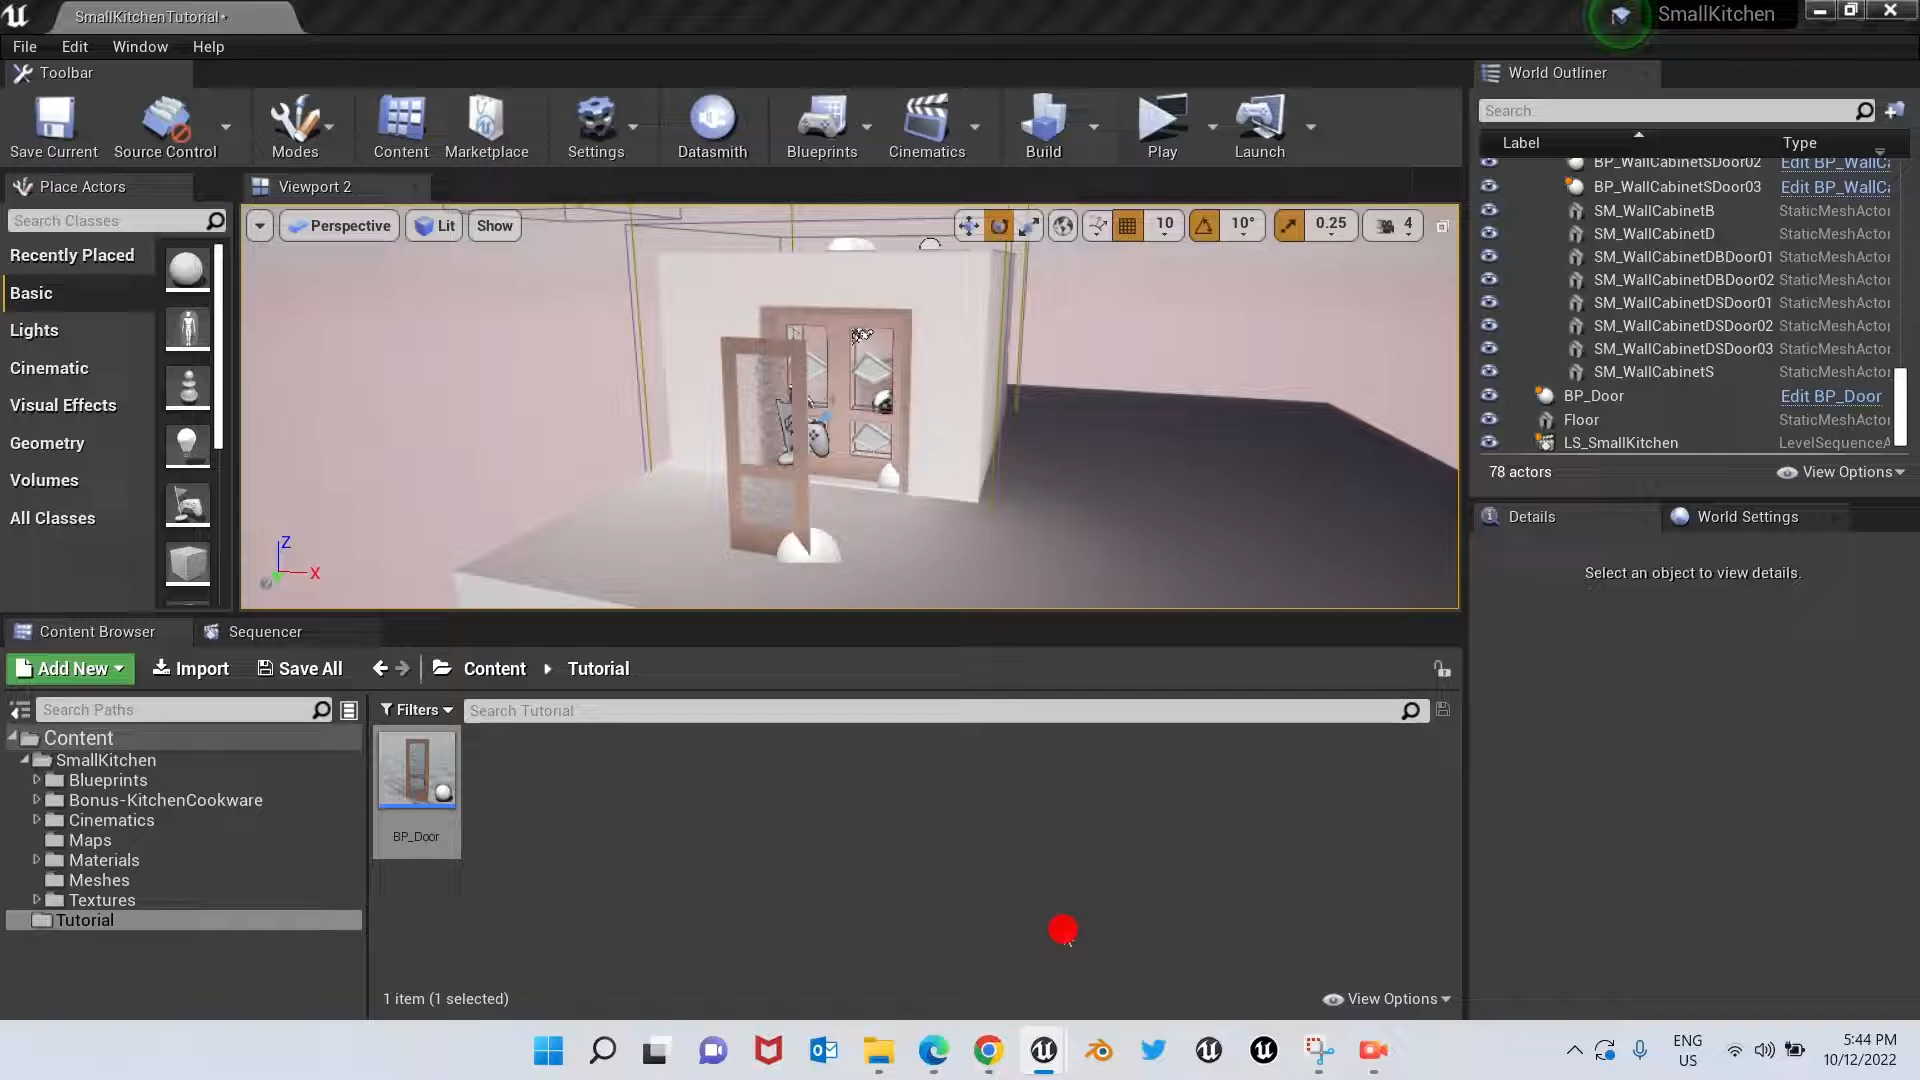 SmallKitchenTutorial•
SmallKitchen
File Edit Window Help
Toolbar
World Outliner
Save Current Source Control Modes Content Marketplace Settings Datasmith Blueprints Cinematics Build Play Launch
Search
Label Type
Place Actors
Viewport 2
Search Classes
Perspective Lit Show 10 10° 0.25 4
Recently Placed
Basic
Lights
Cinematic
Visual Effects
Geometry
Volumes
All Classes
Z
X
BP_WallCabinetSDoor02 Edit BP_WallCa
BP_WallCabinetSDoor03 Edit BP_WallCa
SM_WallCabinetB StaticMeshActor
SM_WallCabinetD StaticMeshActor
SM_WallCabinetDBDoor01 StaticMeshActor
SM_WallCabinetDBDoor02 StaticMeshActor
SM_WallCabinetDSDoor01 StaticMeshActor
SM_WallCabinetDSDoor02 StaticMeshActor
SM_WallCabinetDSDoor03 StaticMeshActor
SM_WallCabinetS StaticMeshActor
BP_Door Edit BP_Door
Floor StaticMeshActor
LS_SmallKitchen LevelSequenceA
78 actors View Options
Details World Settings
Select an object to view details.
Content Browser Sequencer
Add New Import Save All Content Tutorial
Search Paths Filters Search Tutorial
Content
SmallKitchen
Blueprints
Bonus-KitchenCookware
Cinematics
Maps
Materials
Meshes
Textures
Tutorial
BP_Door
1 item (1 selected) View Options
ENG
US
5:44 PM
10/12/2022